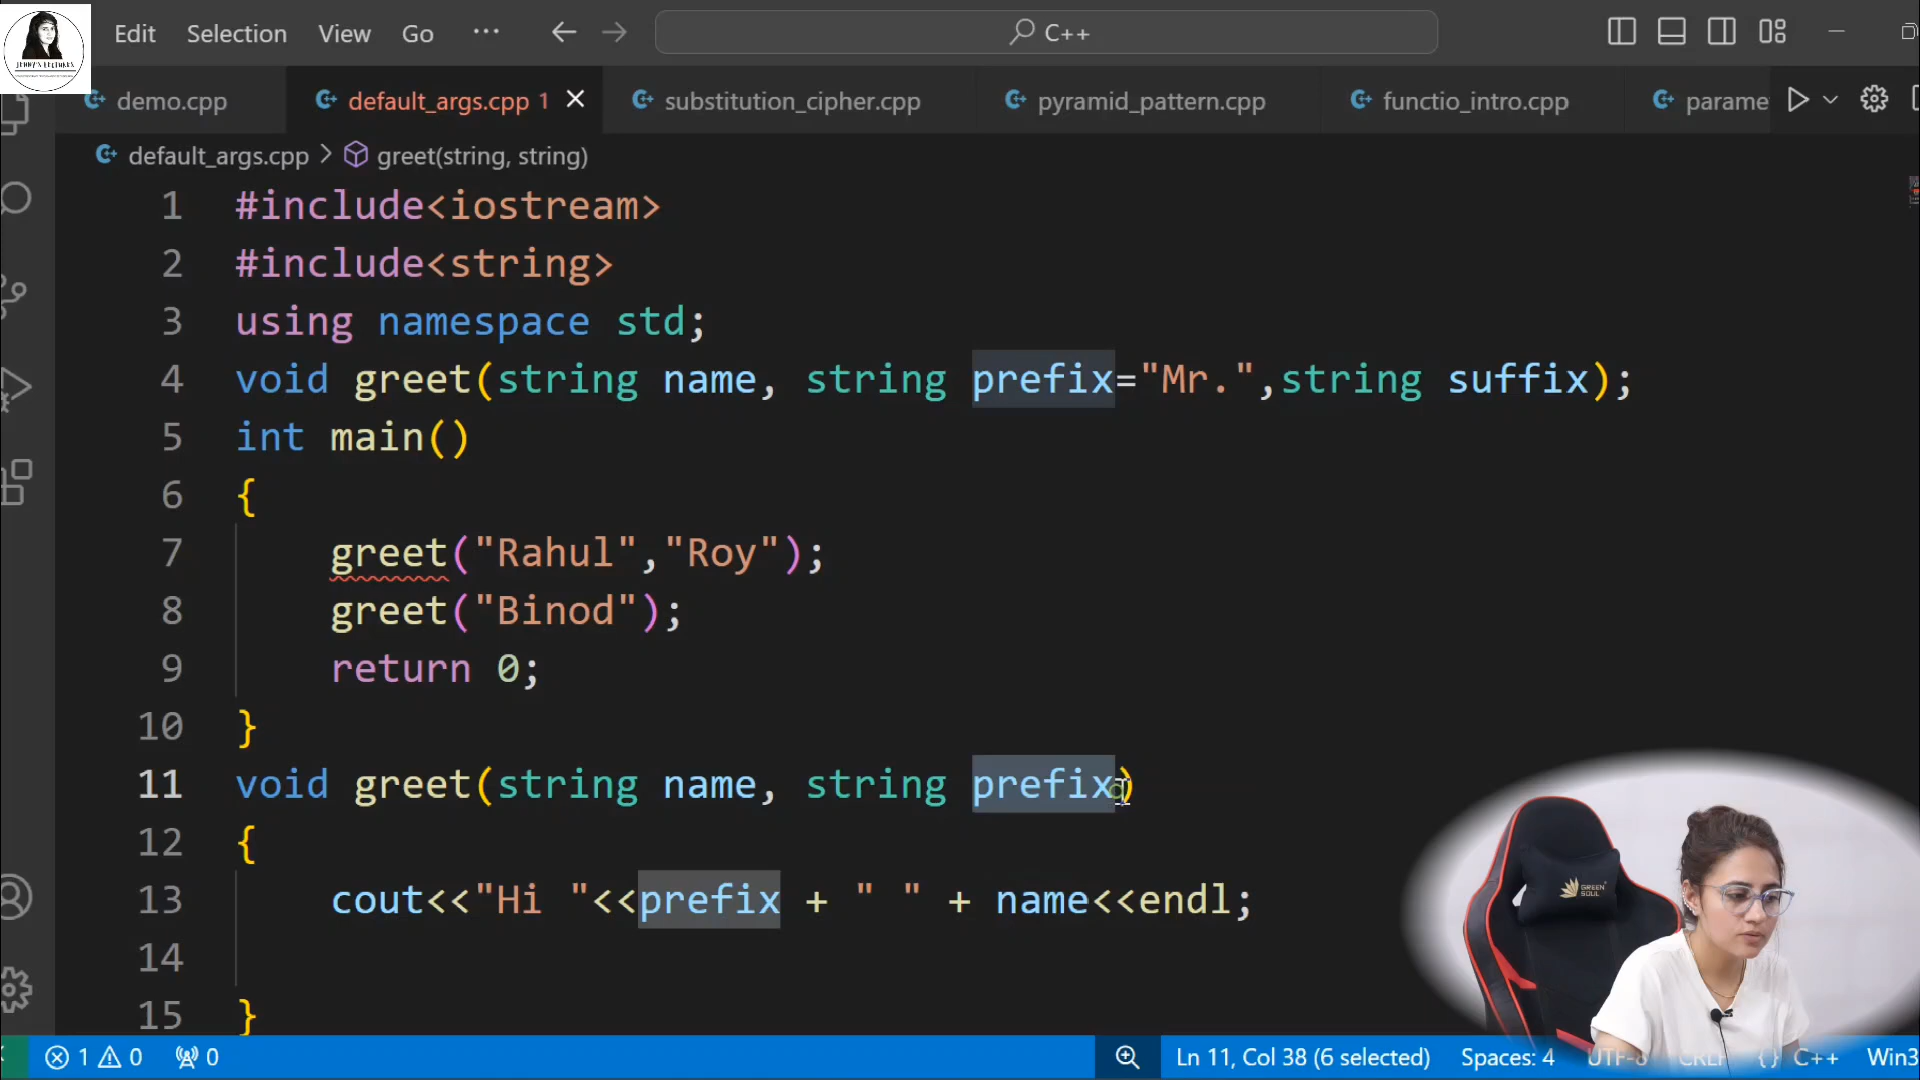 JENNY'S LECTURES
Edit Selection View Go ... C++
demo.cpp default_args.cpp 1 substitution_cipher.cpp pyramid_pattern.cpp functio_intro.cpp parame
default_args.cpp > greet(string, string)
1 #include<iostream>
2 #include<string>
3 using namespace std;
4 void greet(string name, string prefix="Mr.",string suffix);
5 int main()
6 {
7 greet("Rahul","Roy");
8 greet("Binod");
9 return 0;
10 }
11 void greet(string name, string prefix)
12 {
13 cout<<"Hi "<<prefix + " " + name<<endl;
14
15 }
GREEN SOUL
1 0 0 Ln 11, Col 38 (6 selected) Spaces: 4 UTF-8 CRLF {} C++ Win3